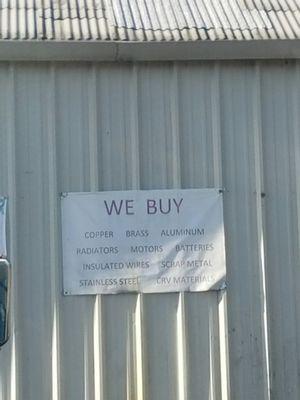 WE BUY
COPPER BRASS ALUMINUM
RADIATORS MOTORS BATTERIES
INSULATED WIRES SCRAP METAL
STAINLESS STEEL CRV MATERIALS